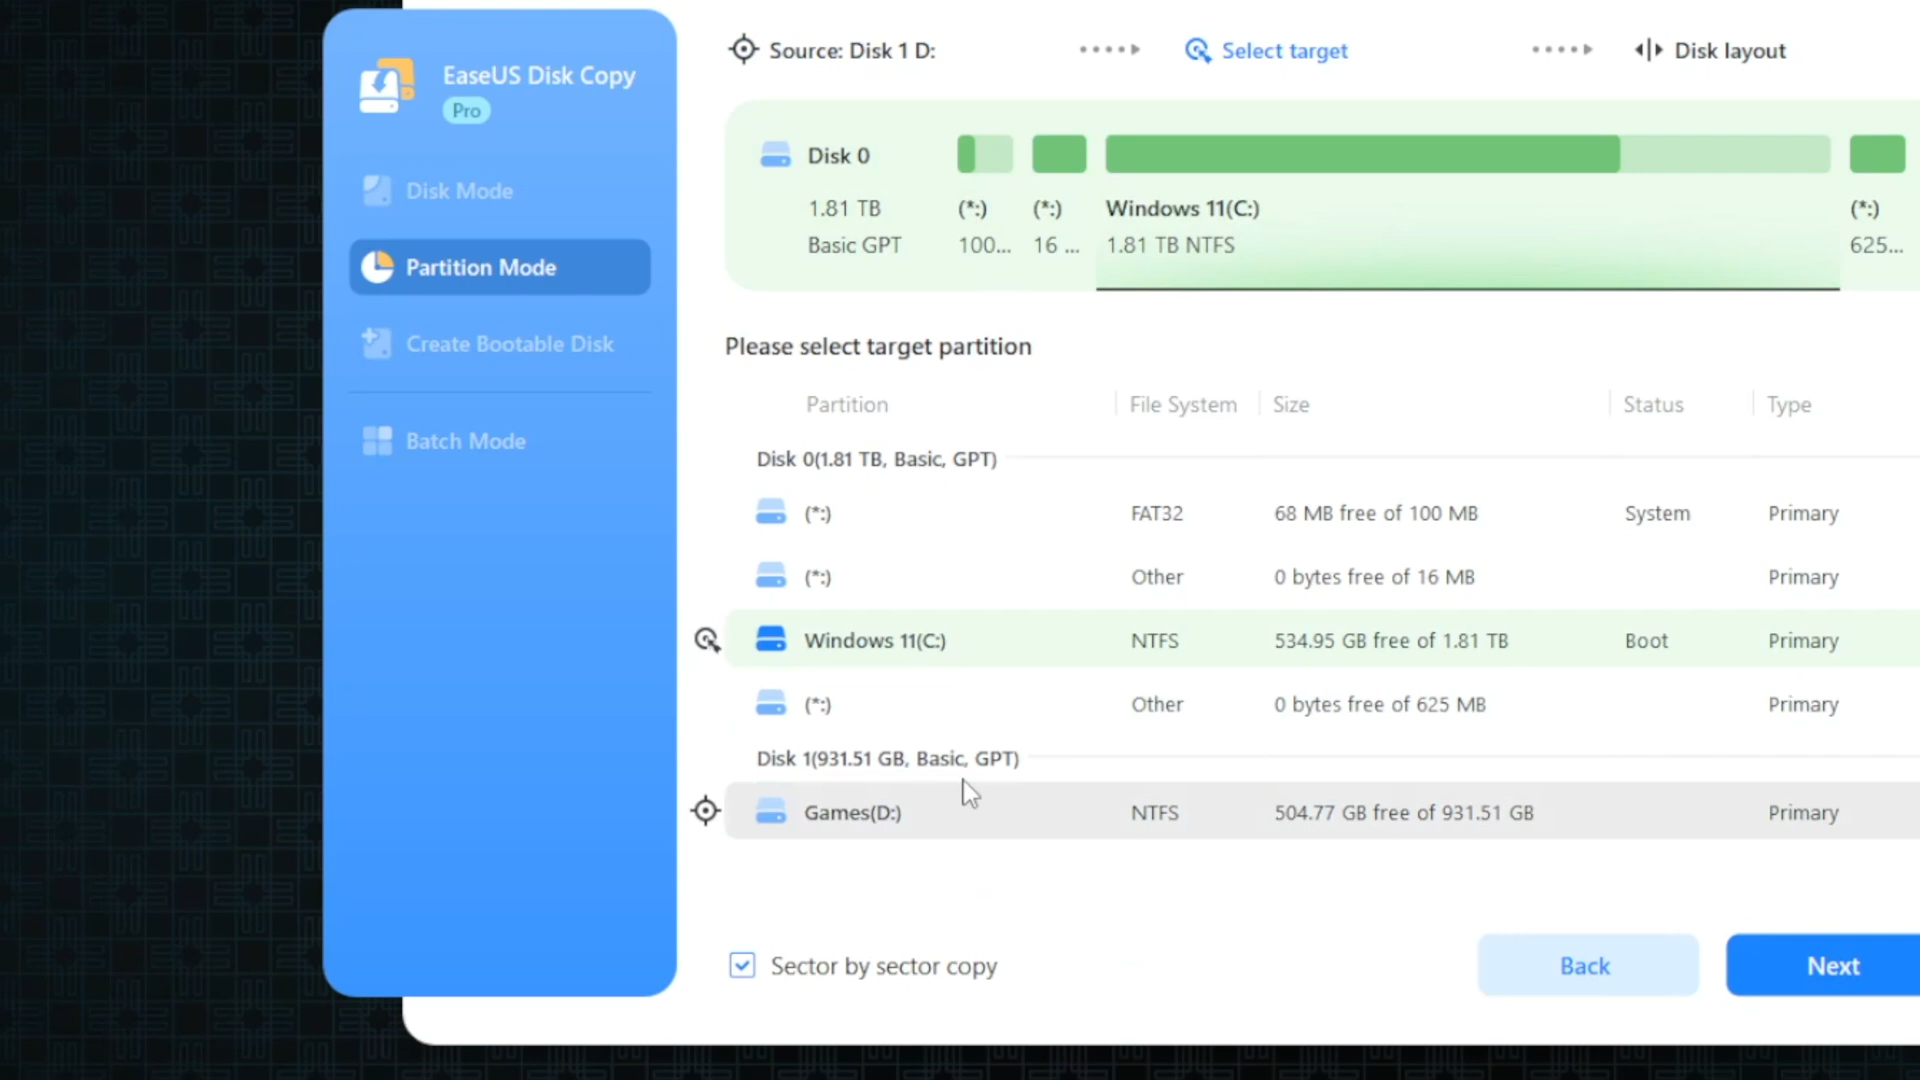 EaseUS Disk Copy
Pro
Disk Mode
Partition Mode
Create Bootable Disk
Batch Mode
Source: Disk 1 D:
Select target
Disk layout
Disk 0
1.81 TB
Basic GPT
(*:)
100...
(*:)
16 ...
Windows 11(C:)
1.81 TB NTFS
(*:)
625...
Please select target partition
Partition File System Size Status Type
Disk 0(1.81 TB, Basic, GPT)
(*:) FAT32 68 MB free of 100 MB System Primary
(*:) Other 0 bytes free of 16 MB Primary
Windows 11(C:) NTFS 534.95 GB free of 1.81 TB Boot Primary
(*:) Other 0 bytes free of 625 MB Primary
Disk 1(931.51 GB, Basic, GPT)
Games(D:) NTFS 504.77 GB free of 931.51 GB Primary
Sector by sector copy
Back
Next